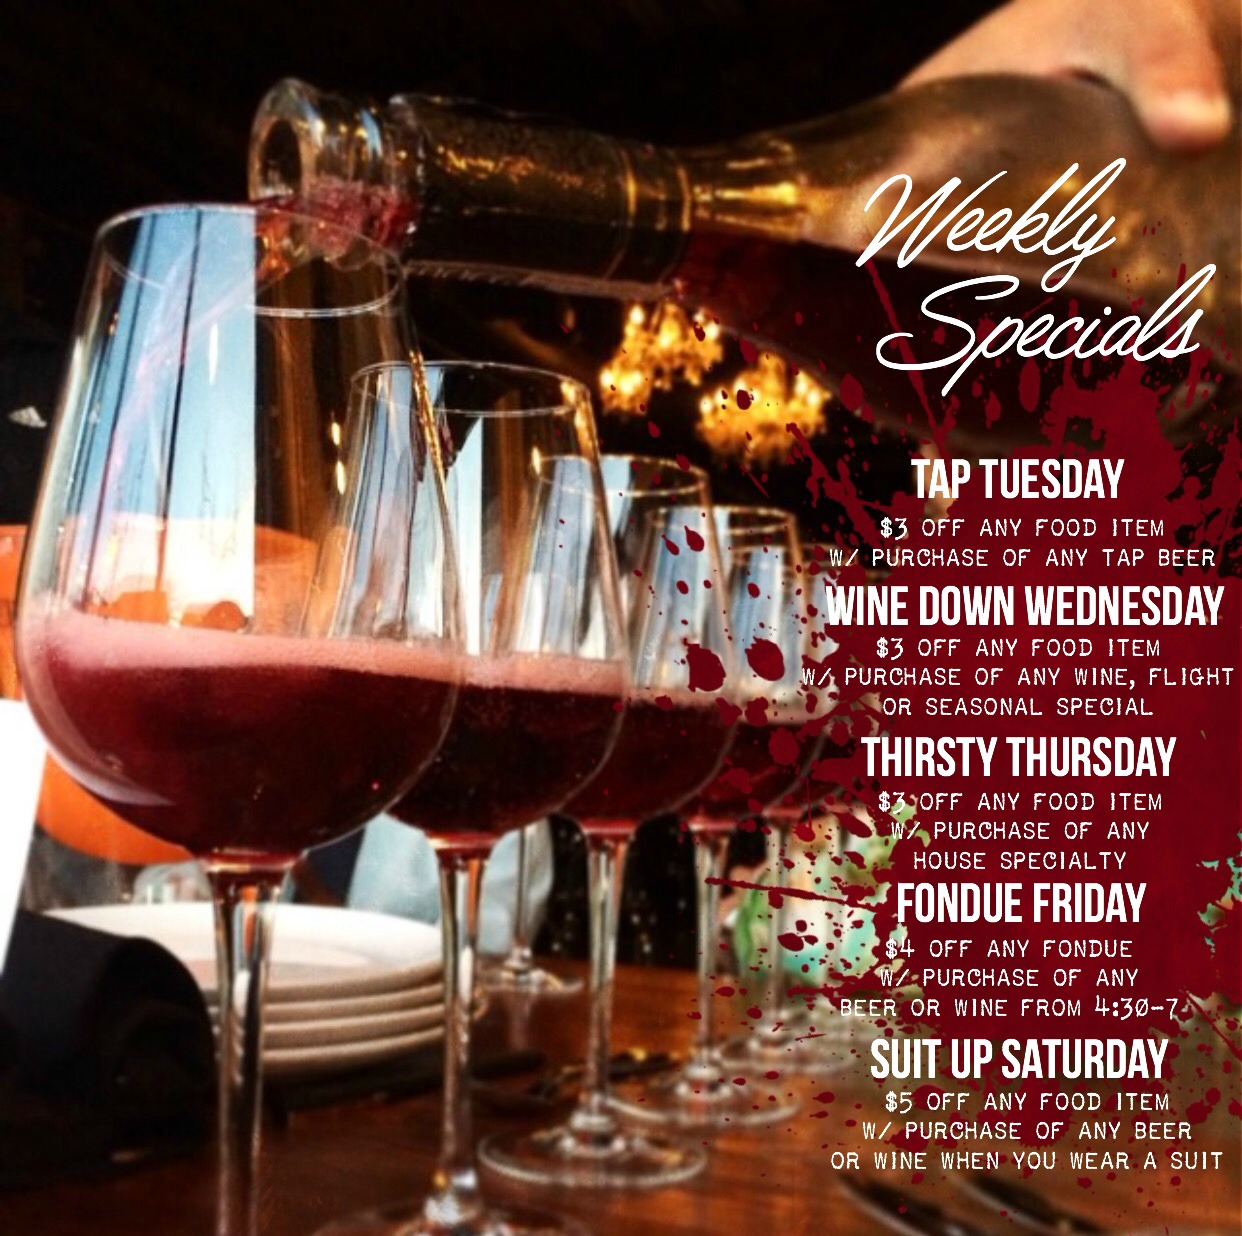 Weekly
Specials
TAP TUESDAY
$3 OFF ANY FOOD ITEM
W/ PURCHASE OF ANY TAP BEER
WINE DOWN WEDNESDAY
$3 OFF ANY FOOD ITEM
W/ PURCHASE OF ANY WINE, FLIGHT
OR SEASONAL SPECIAL
THIRSTY THURSDAY
$3 OFF ANY FOOD ITEM
W/ PURCHASE OF ANY
HOUSE SPECIALTY
FONDUE FRIDAY
$4 OFF ANY FONDUE
W/ PURCHASE OF ANY
BEER OR WINE FROM 4:30-7
SUIT UP SATURDAY
$5 OFF ANY FOOD ITEM
W/ PURCHASE OF ANY BEER
OR WINE WHEN YOU WEAR A SUIT